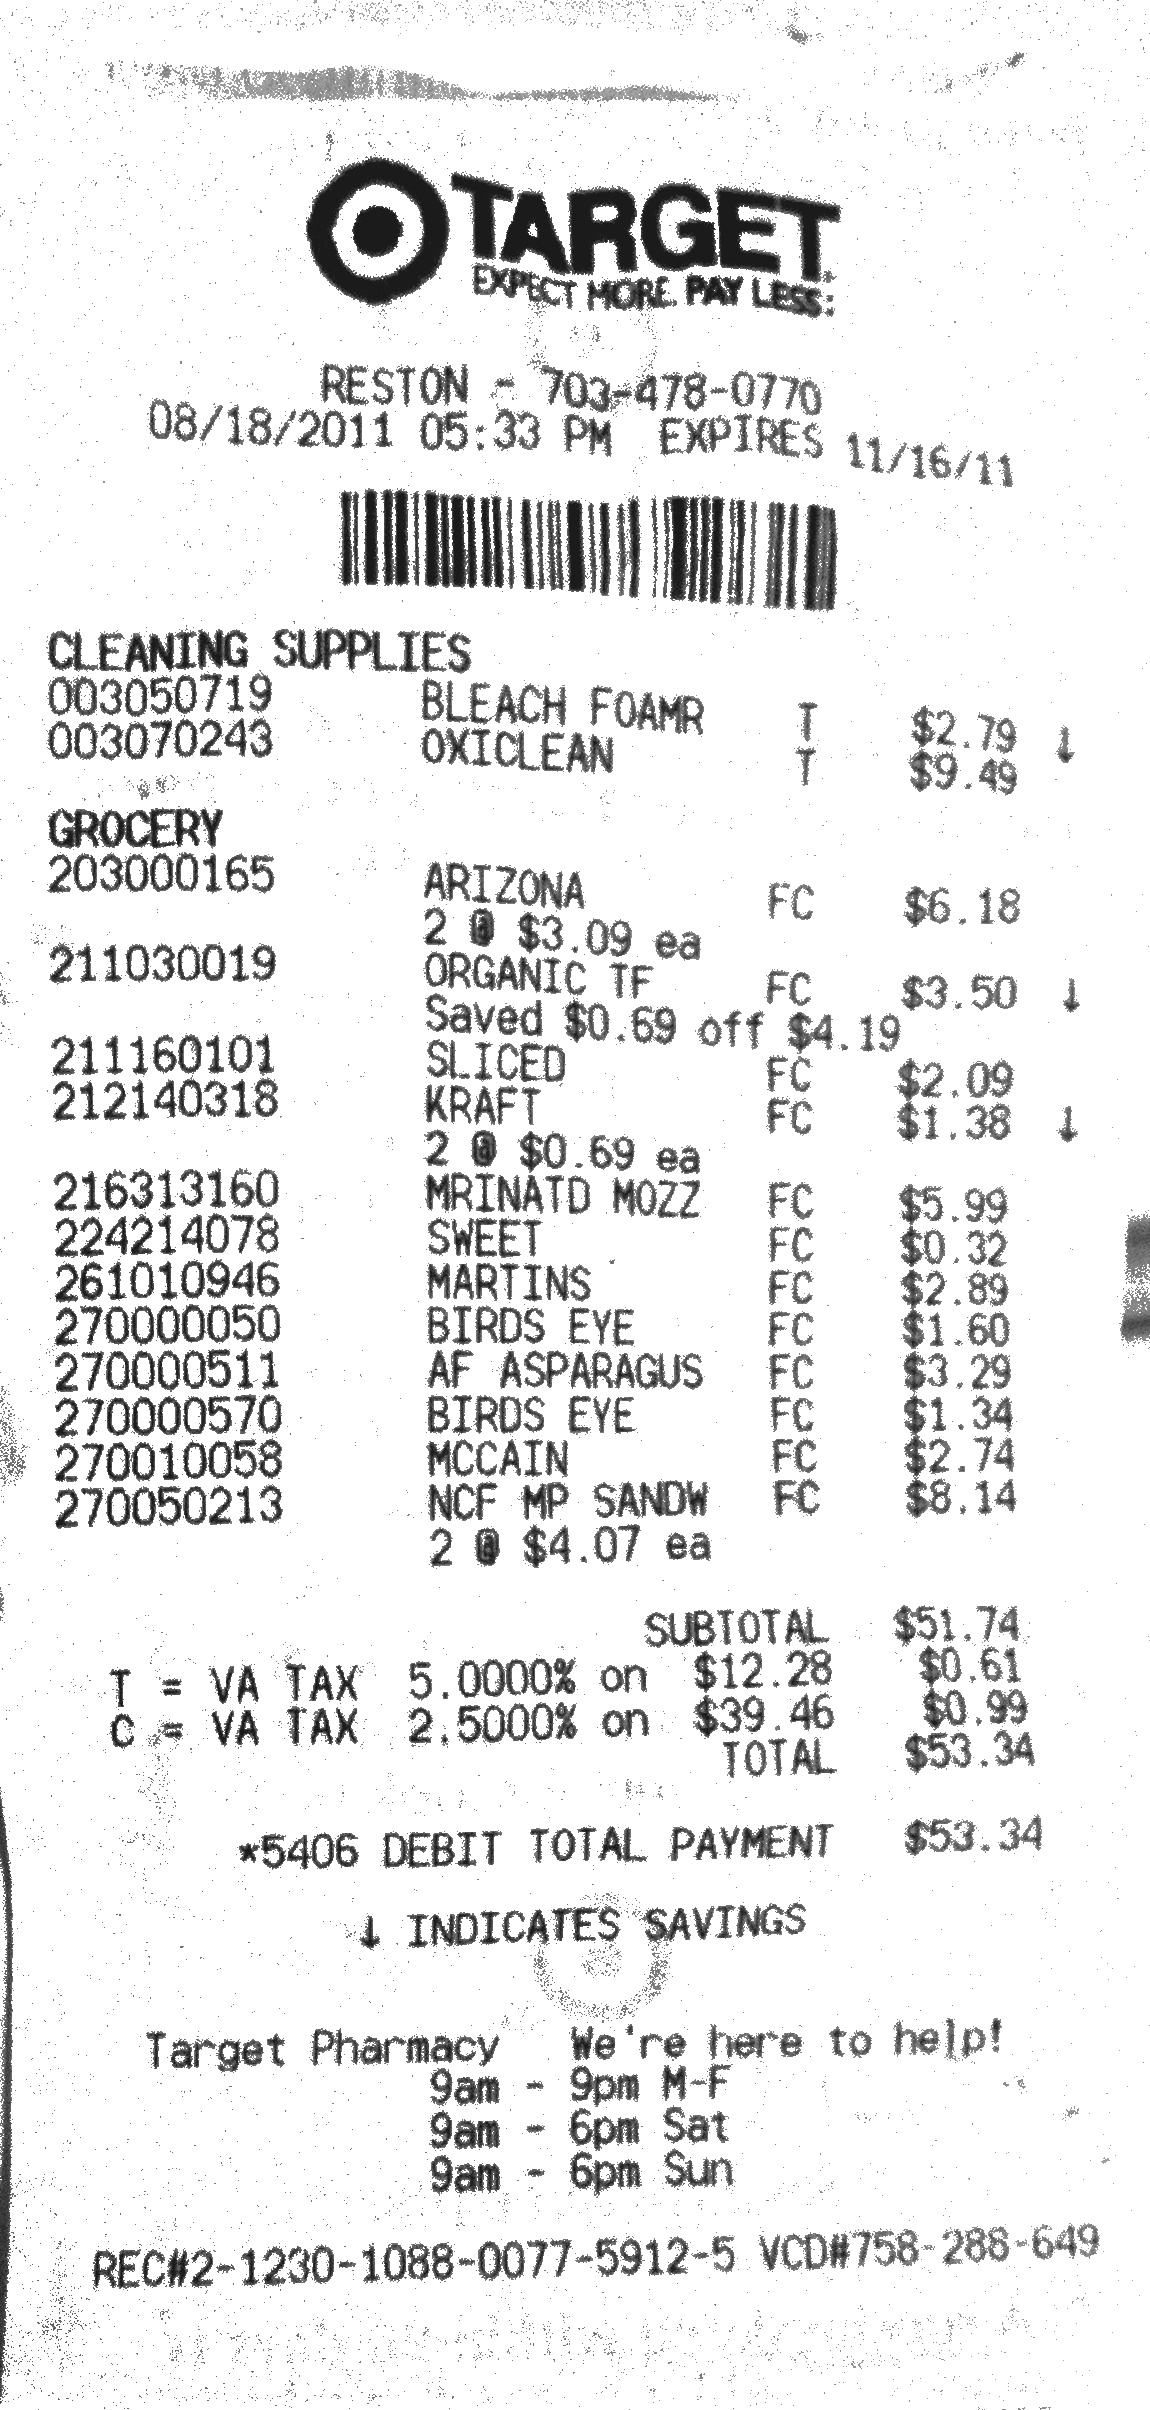 TARGET
EXPECT MORE. PAY LESS.
RESTON - 703-478-0770
08/18/2011 05:33 PM EXPIRES 11/16/11
CLEANING SUPPLIES
003050719 BLEACH FOAMR T $2.79 ↓
003070243 OXICLEAN T $9.49
GROCERY
203000165 ARIZONA FC $6.18
2 @ $3.09 ea
211030019 ORGANIC TF FC $3.50 ↓
Saved $0.69 off $4.19
211160101 SLICED FC $2.09
212140318 KRAFT FC $1.38 ↓
2 @ $0.69 ea
216313160 MRINATD MOZZ FC $5.99
224214078 SWEET FC $0.32
261010946 MARTINS FC $2.89
270000050 BIRDS EYE FC $1.60
270000511 AF ASPARAGUS FC $3.29
270000570 BIRDS EYE FC $1.34
270010058 MCCAIN FC $2.74
270050213 NCF MP SANDW FC $8.14
2 @ $4.07 ea
SUBTOTAL $51.74
T = VA TAX 5.0000% on $12.28 $0.61
C = VA TAX 2.5000% on $39.46 $0.99
TOTAL $53.34
*5406 DEBIT TOTAL PAYMENT $53.34
↓ INDICATES SAVINGS
Target Pharmacy We're here to help!
9am - 9pm M-F
9am - 6pm Sat
9am - 6pm Sun
REC#2-1230-1088-0077-5912-5 VCD#758-288-649